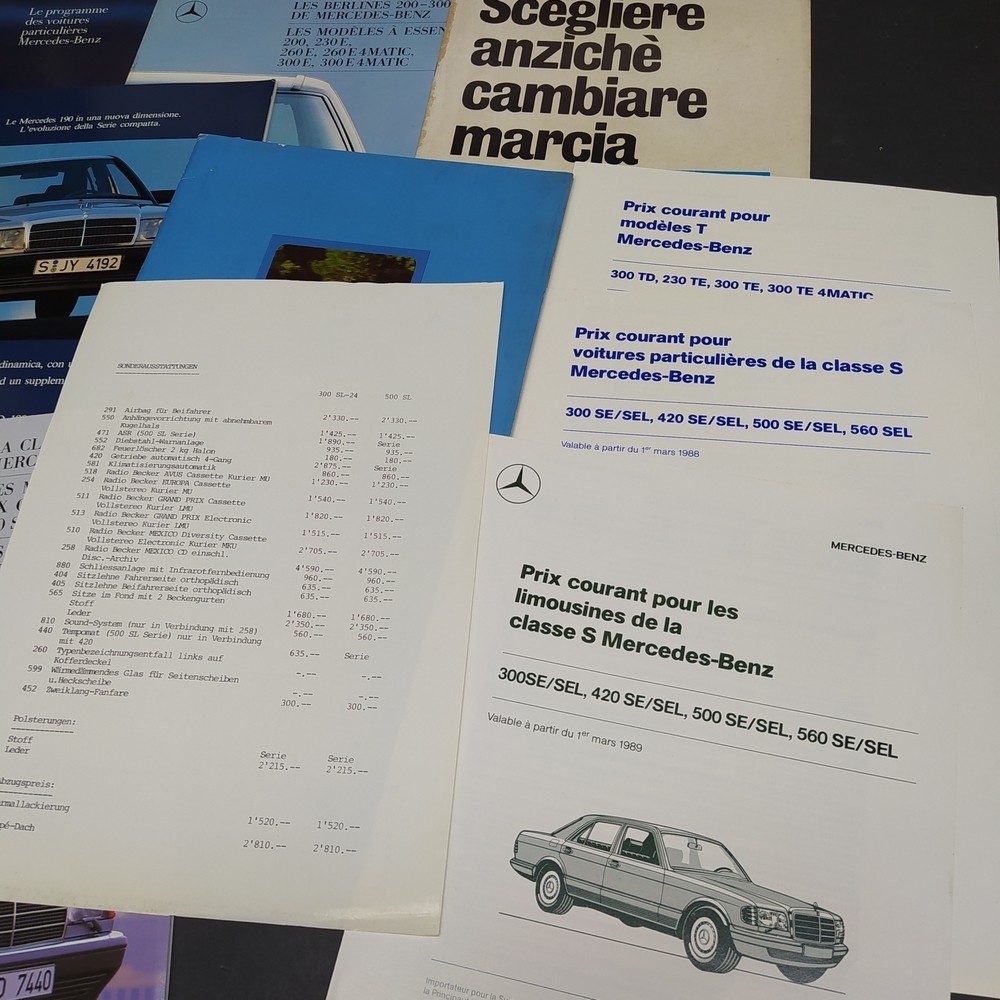 Le programme
des voitures
particulières
Mercedes-Benz
LES BERLINES 200-300
DE MERCEDES-BENZ
LES MODÈLES À ESSEN
200, 230 E,
260 E, 260 E 4MATIC,
300 E, 300 E 4MATIC
Scegliere
anzichè
cambiare
marcia
Le Mercedes 190 in una nuova dimensione.
L'evoluzione della Serie compatta.
S JY 4192
dinamica, con
d un supplem
Prix courant pour
modèles T
Mercedes-Benz
300 TD, 230 TE, 300 TE, 300 TE 4MATIC
Prix courant pour
voitures particulières de la classe S
Mercedes-Benz
300 SE/SEL, 420 SE/SEL, 500 SE/SEL, 560 SEL
Valable à partir du 1er mars 1988
MERCEDES-BENZ
Prix courant pour les
limousines de la
classe S Mercedes-Benz
300SE/SEL, 420 SE/SEL, 500 SE/SEL, 560 SE/SEL
Valable à partir du 1er mars 1989
Importateur pour la
SONDERAUSSTATTUNGEN
300 SL-24 500 SL
291 Airbag für Beifahrer 2'330.-- 2'330.--
550 Anhängevorrichtung mit abnehmbarem
Kugelhals 1'425.-- 1'425.--
471 ASR (500 SL Serie) 1'890.-- Serie
552 Diebstahl-Warnanlage 935.-- 935.--
682 Feuerlöscher 2 kg Halon 180.-- 180.--
420 Getriebe automatisch 4-Gang 2'875.-- Serie
581 Klimatisierungsautomatik
518 Radio Becker AVUS Cassette Kurier MU 860.-- 860.--
254 Radio Becker EUROPA Cassette 1'230.-- 1'230.--
Vollstereo Kurier MU
511 Radio Becker GRAND PRIX Cassette 1'540.-- 1'540.--
Vollstereo Kurier LMU
513 Radio Becker GRAND PRIX Electronic 1'820.-- 1'820.--
Vollstereo Kurier LMU
510 Radio Becker MEXICO Diversity Cassette 1'515.-- 1'515.--
Vollstereo Electronic Kurier MKU
258 Radio Becker MEXICO CD einschl. 2'705.-- 2'705.--
Disc.-Archiv
880 Schliessanlage mit Infrarotfernbedienung 4'590.-- 4'590.--
404 Sitzlehne Fahrerseite orthopädisch 960.-- 960.--
405 Sitzlehne Beifahrerseite orthopädisch 635.-- 635.--
565 Sitze im Fond mit 2 Beckengurten 635.-- 635.--
Stoff
Leder 1'680.-- 1'680.--
810 Sound-System (nur in Verbindung mit 258) 2'350.-- 2'350.--
440 Tempomat (500 SL Serie) nur in Verbindung 560.-- 560.--
mit 420
260 Typenbezeichnungsentfall links auf 635.-- Serie
Kofferdeckel
599 Wärmedämmendes Glas für Seitenscheiben -.-- -.--
u.Heckscheibe
452 Zweiklang-Fanfare -.-- -.--
300.-- 300.--
Polsterungen:
Stoff Serie Serie
Leder 2'215.-- 2'215.--
bzugspreis:
rmallackierung 1'520.-- 1'520.--
pé-Dach 2'810.-- 2'810.--
7440